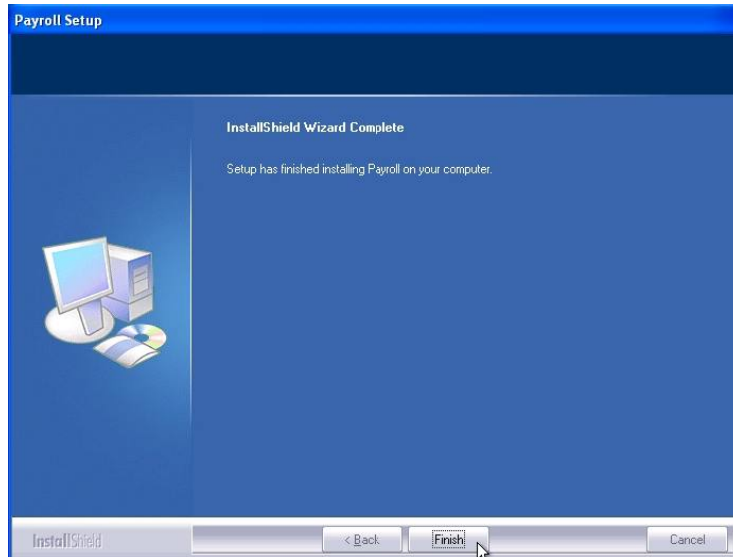 Payroll Setup
InstallShield Wizard Complete
Setup has finished installing Payroll on your computer.
InstallShield
< Back
Finish
Cancel